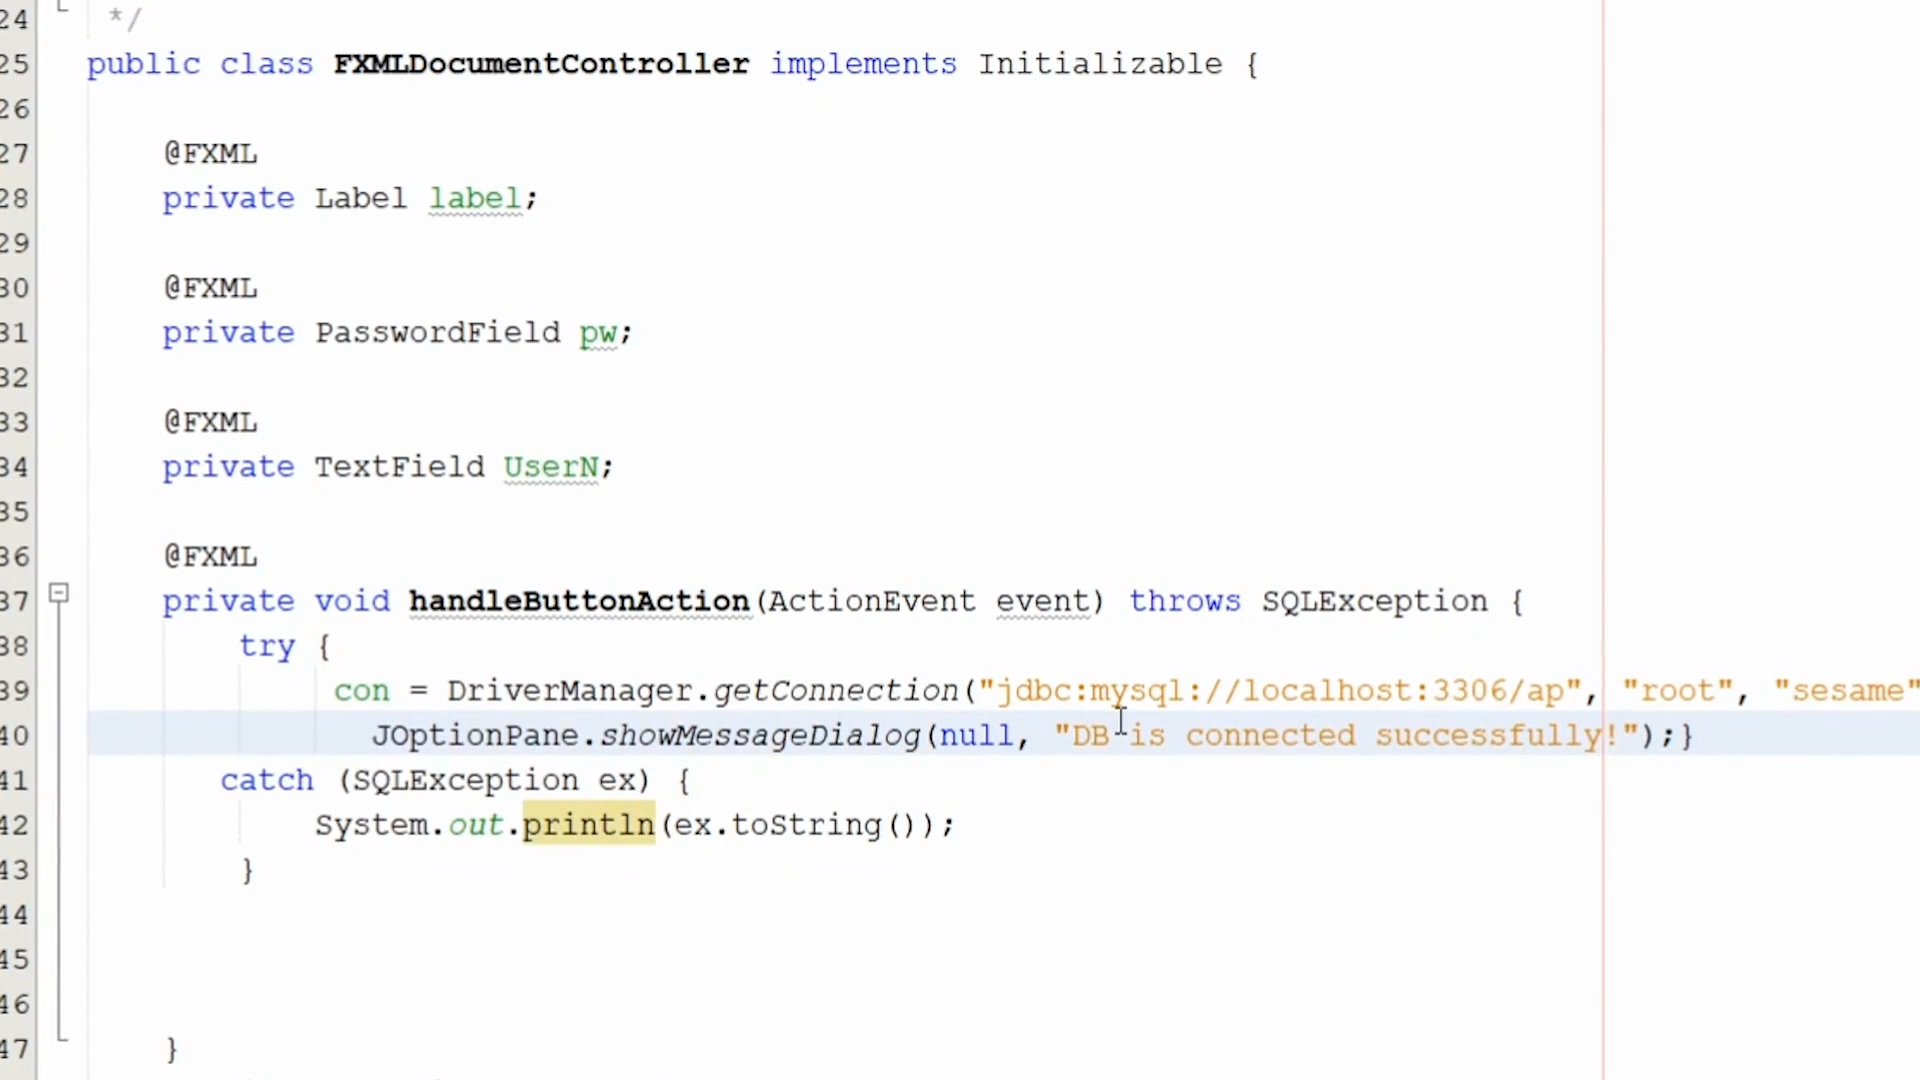 24 */
25 public class FXMLDocumentController implements Initializable {
26
27 @FXML
28 private Label label;
29
30 @FXML
31 private PasswordField pw;
32
33 @FXML
34 private TextField UserN;
35
36 @FXML
37 private void handleButtonAction(ActionEvent event) throws SQLException {
38 try {
39 con = DriverManager.getConnection("jdbc:mysql://localhost:3306/ap", "root", "sesame"
40 JOptionPane.showMessageDialog(null, "DB is connected successfully!");}
41 catch (SQLException ex) {
42 System.out.println(ex.toString());
43 }
44
45
46
47 }